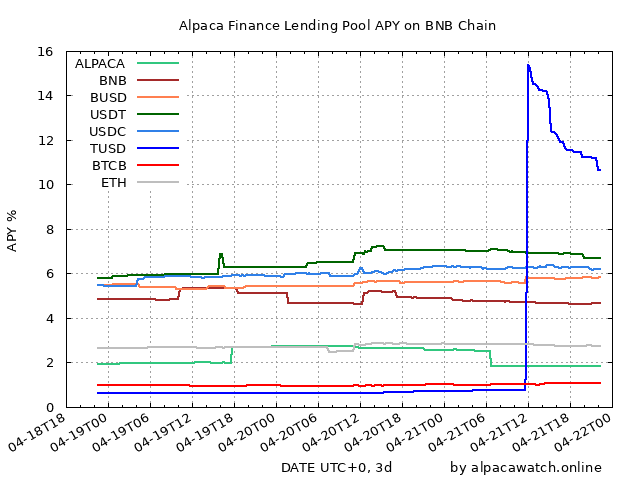 Alpaca Finance Lending Pool APY on BNB Chain
16
14
12
10
8
6
4
2
0
APY %
ALPACA
BNB
BUSD
USDT
USDC
TUSD
BTCB
ETH
04-18T18
04-19T00
04-19T06
04-19T12
04-19T18
04-20T00
04-20T06
04-20T12
04-20T18
04-21T00
04-21T06
04-21T12
04-21T18
04-22T00
DATE UTC+0, 3d
by alpacawatch.online